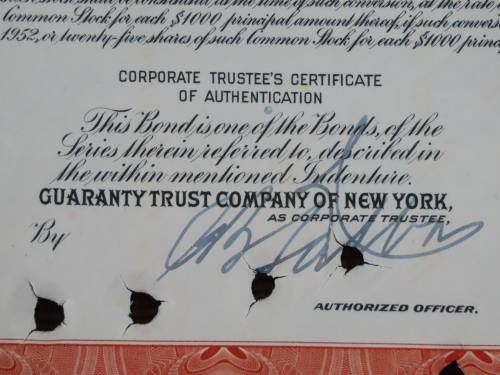 Common Stock for each $1000 principal amount thereof, if such conver
1952, or twenty-five shares of such Common Stock for each $1000 princ
CORPORATE TRUSTEE'S CERTIFICATE
OF AUTHENTICATION
This Bond is one of the Bonds, of the
Series therein referred to, described in
the within mentioned Indenture.
GUARANTY TRUST COMPANY OF NEW YORK,
AS CORPORATE TRUSTEE,
By
AUTHORIZED OFFICER.